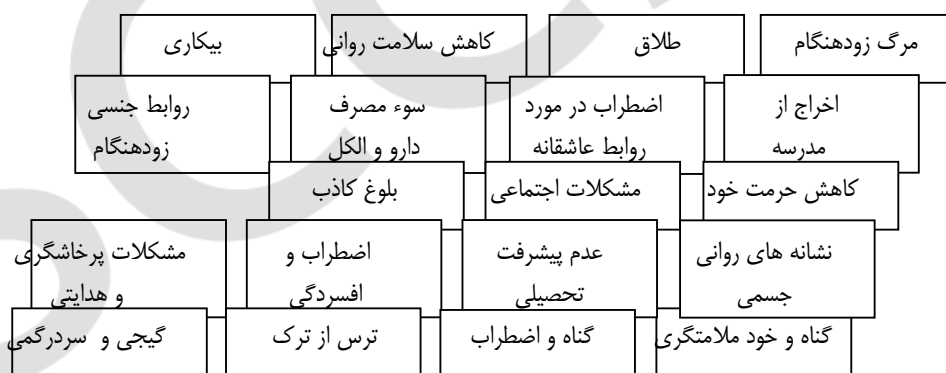 مرگ زودهنگام
طلاق
کاهش سلامت روانی
بیکاری
اخراج از
مدرسه
اضطراب در مورد
روابط عاشقانه
سوء مصرف
دارو و الکل
روابط جنسی
زودهنگام
کاهش حرمت خود
مشکلات اجتماعی
بلوغ کاذب
نشانه های روانی
جسمی
عدم پیشرفت
تحصیلی
اضطراب و
افسردگی
مشکلات پرخاشگری
و هدایتی
گناه و خود ملامتگری
گناه و اضطراب
ترس از ترک
گیجی و سردرگمی